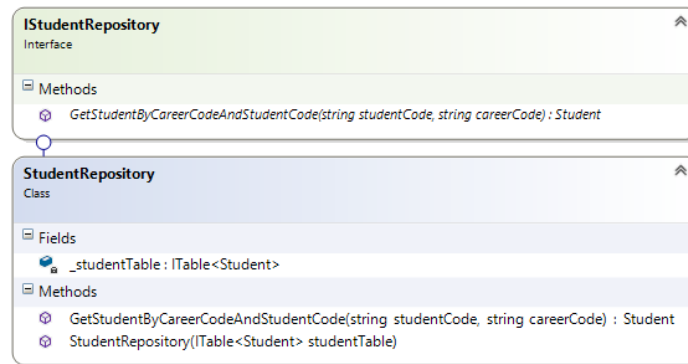 IStudentRepository
Interface
Methods
GetStudentByCareerCodeAndStudentCode(string studentCode, string careerCode) : Student
StudentRepository
Class
Fields
_studentTable : ITable<Student>
Methods
GetStudentByCareerCodeAndStudentCode(string studentCode, string careerCode) : Student
StudentRepository(ITable<Student> studentTable)